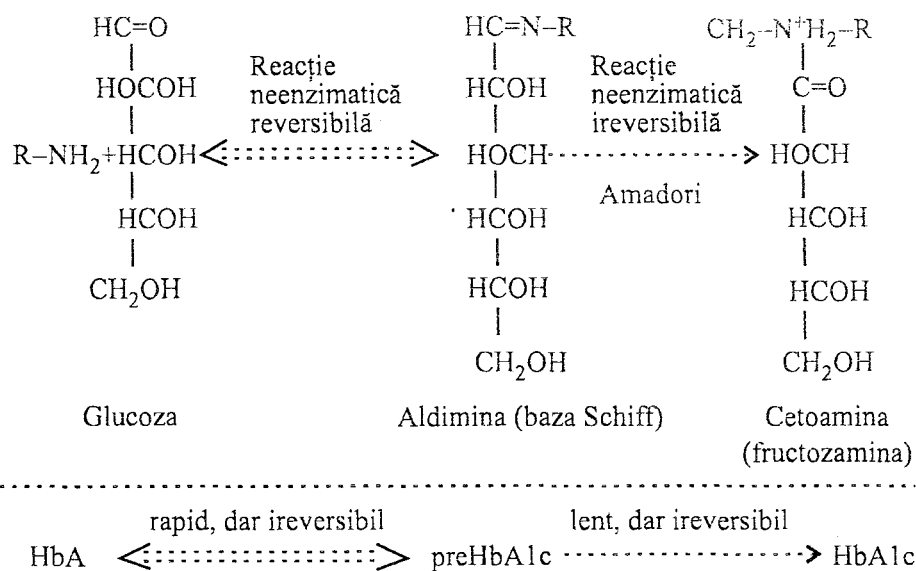 HC=O HC=N–R CH₂–N⁺H₂–R
HOCOH Reacție HCOH Reacție C=O
neenzimatică neenzimatică
reversibilă ireversibilă
R–NH₂+HCOH HOCH HOCH
Amadori
HCOH HCOH HCOH
CH₂OH HCOH HCOH
CH₂OH CH₂OH
Glucoza Aldimina (baza Schiff) Cetoamina
(fructozamina)
rapid, dar ireversibil lent, dar ireversibil
HbA preHbA1c HbA1c